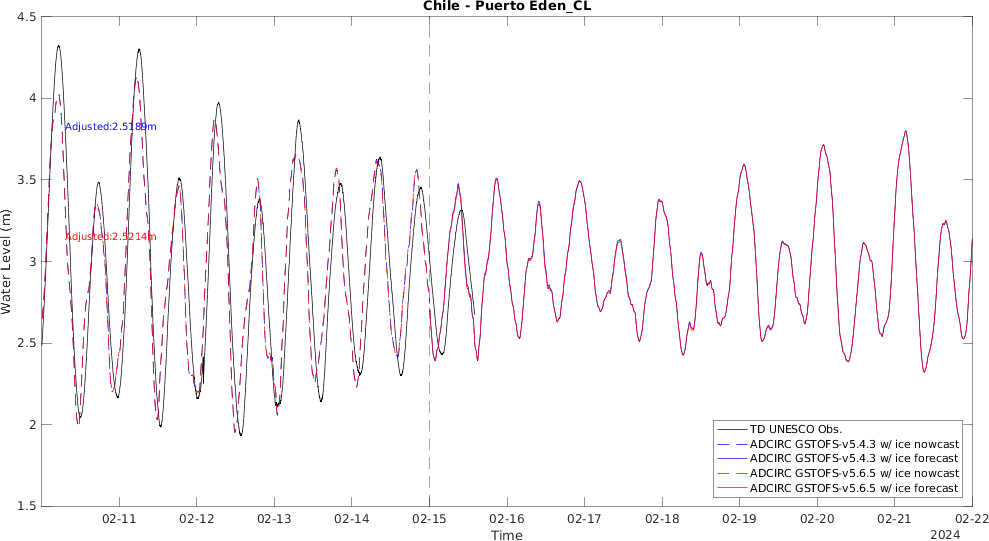 Chile - Puerto Eden_CL
4.5
4
3.5
3
2.5
2
1.5
Water Level (m)
Adjusted:2.5189m
Adjusted:2.5214m
TD UNESCO Obs.
ADCIRC GSTOFS-v5.4.3 w/ ice nowcast
ADCIRC GSTOFS-v5.4.3 w/ ice forecast
ADCIRC GSTOFS-v5.6.5 w/ ice nowcast
ADCIRC GSTOFS-v5.6.5 w/ ice forecast
02-11 02-12 02-13 02-14 02-15 02-16 02-17 02-18 02-19 02-20 02-21 02-22
Time
2024